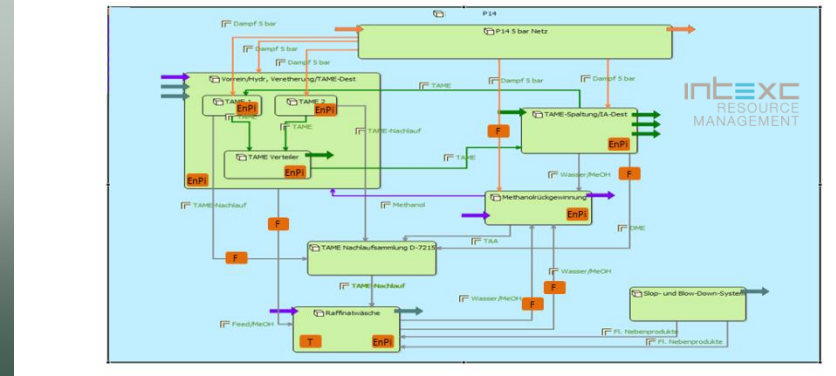 P14
Dampf 5 bar
P14 5 bar Netz
Dampf 5 bar
Dampf 5 bar
Vorrein/Hydr, Veretherung/TAME-Dest
TAME
Dampf 5 bar
Dampf 5 bar
INTEXC
RESOURCE
MANAGEMENT
TAME 1
EnPi
TAME 2
EnPi
TAME
TAME
TAME-Nachlauf
F
TAME-Spaltung/IA-Dest
EnPi
TAME Verteiler
EnPi
TAME
EnPi
Wasser/MeOH
F
TAME-Nachlauf
Methanol
Methanolrückgewinnung
EnPi
F
DME
TAA
F
TAME Nachlaufsammlung D-7215
Wasser/MeOH
TAME-Nachlauf
F
Slop- und Blow-Down-System
Wasser/MeOH
F
Raffinatwäsche
Feed/MeOH
T
EnPi
Fl. Nebenprodukte
Fl. Nebenprodukte